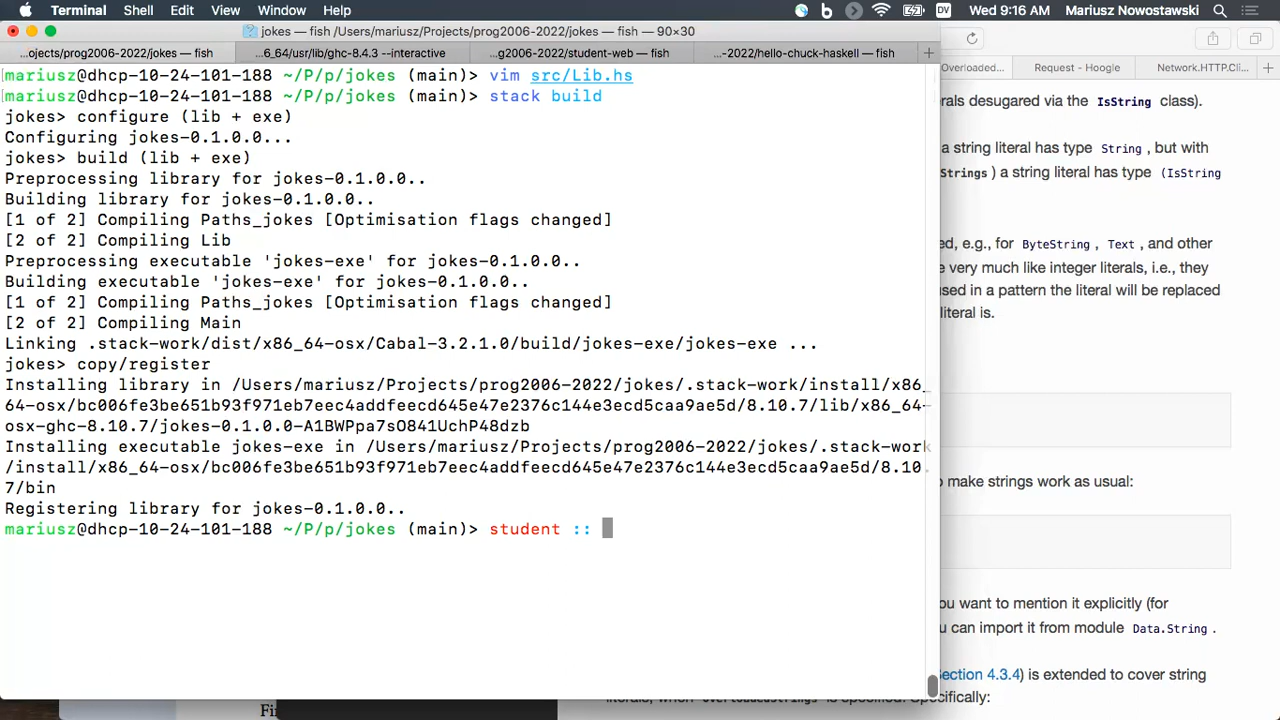 Terminal Shell Edit View Window Help DV Wed 9:16 AM Mariusz Nowostawski
jokes — fish /Users/mariusz/Projects/prog2006-2022/jokes — fish — 90×30
...ojects/prog2006-2022/jokes — fish ...6_64/usr/lib/ghc-8.4.3 --interactive ...g2006-2022/student-web — fish ...-2022/hello-chuck-haskell — fish +
Overloaded... Request - Hoogle Network.HTTP.Cli...
mariusz@dhcp-10-24-101-188 ~/P/p/jokes (main)> vim src/Lib.hs
mariusz@dhcp-10-24-101-188 ~/P/p/jokes (main)> stack build
jokes> configure (lib + exe)
Configuring jokes-0.1.0.0...
jokes> build (lib + exe)
Preprocessing library for jokes-0.1.0.0..
Building library for jokes-0.1.0.0..
[1 of 2] Compiling Paths_jokes [Optimisation flags changed]
[2 of 2] Compiling Lib
Preprocessing executable 'jokes-exe' for jokes-0.1.0.0..
Building executable 'jokes-exe' for jokes-0.1.0.0..
[1 of 2] Compiling Paths_jokes [Optimisation flags changed]
[2 of 2] Compiling Main
Linking .stack-work/dist/x86_64-osx/Cabal-3.2.1.0/build/jokes-exe/jokes-exe ...
jokes> copy/register
Installing library in /Users/mariusz/Projects/prog2006-2022/jokes/.stack-work/install/x86_
64-osx/bc006fe3be651b93f971eb7eec4addfeecd645e47e2376c144e3ecd5caa9ae5d/8.10.7/lib/x86_64-
osx-ghc-8.10.7/jokes-0.1.0.0-A1BWPpa7sO841UchP48dzb
Installing executable jokes-exe in /Users/mariusz/Projects/prog2006-2022/jokes/.stack-work
/install/x86_64-osx/bc006fe3be651b93f971eb7eec4addfeecd645e47e2376c144e3ecd5caa9ae5d/8.10.
7/bin
Registering library for jokes-0.1.0.0..
mariusz@dhcp-10-24-101-188 ~/P/p/jokes (main)> student ::
erals desugared via the IsString class).
a string literal has type String, but with
Strings) a string literal has type (IsString
ed, e.g., for ByteString, Text, and other
e very much like integer literals, i.e., they
used in a pattern the literal will be replaced
literal is.
o make strings work as usual:
you want to mention it explicitly (for
u can import it from module Data.String.
Section 4.3.4) is extended to cover string
Specifically: